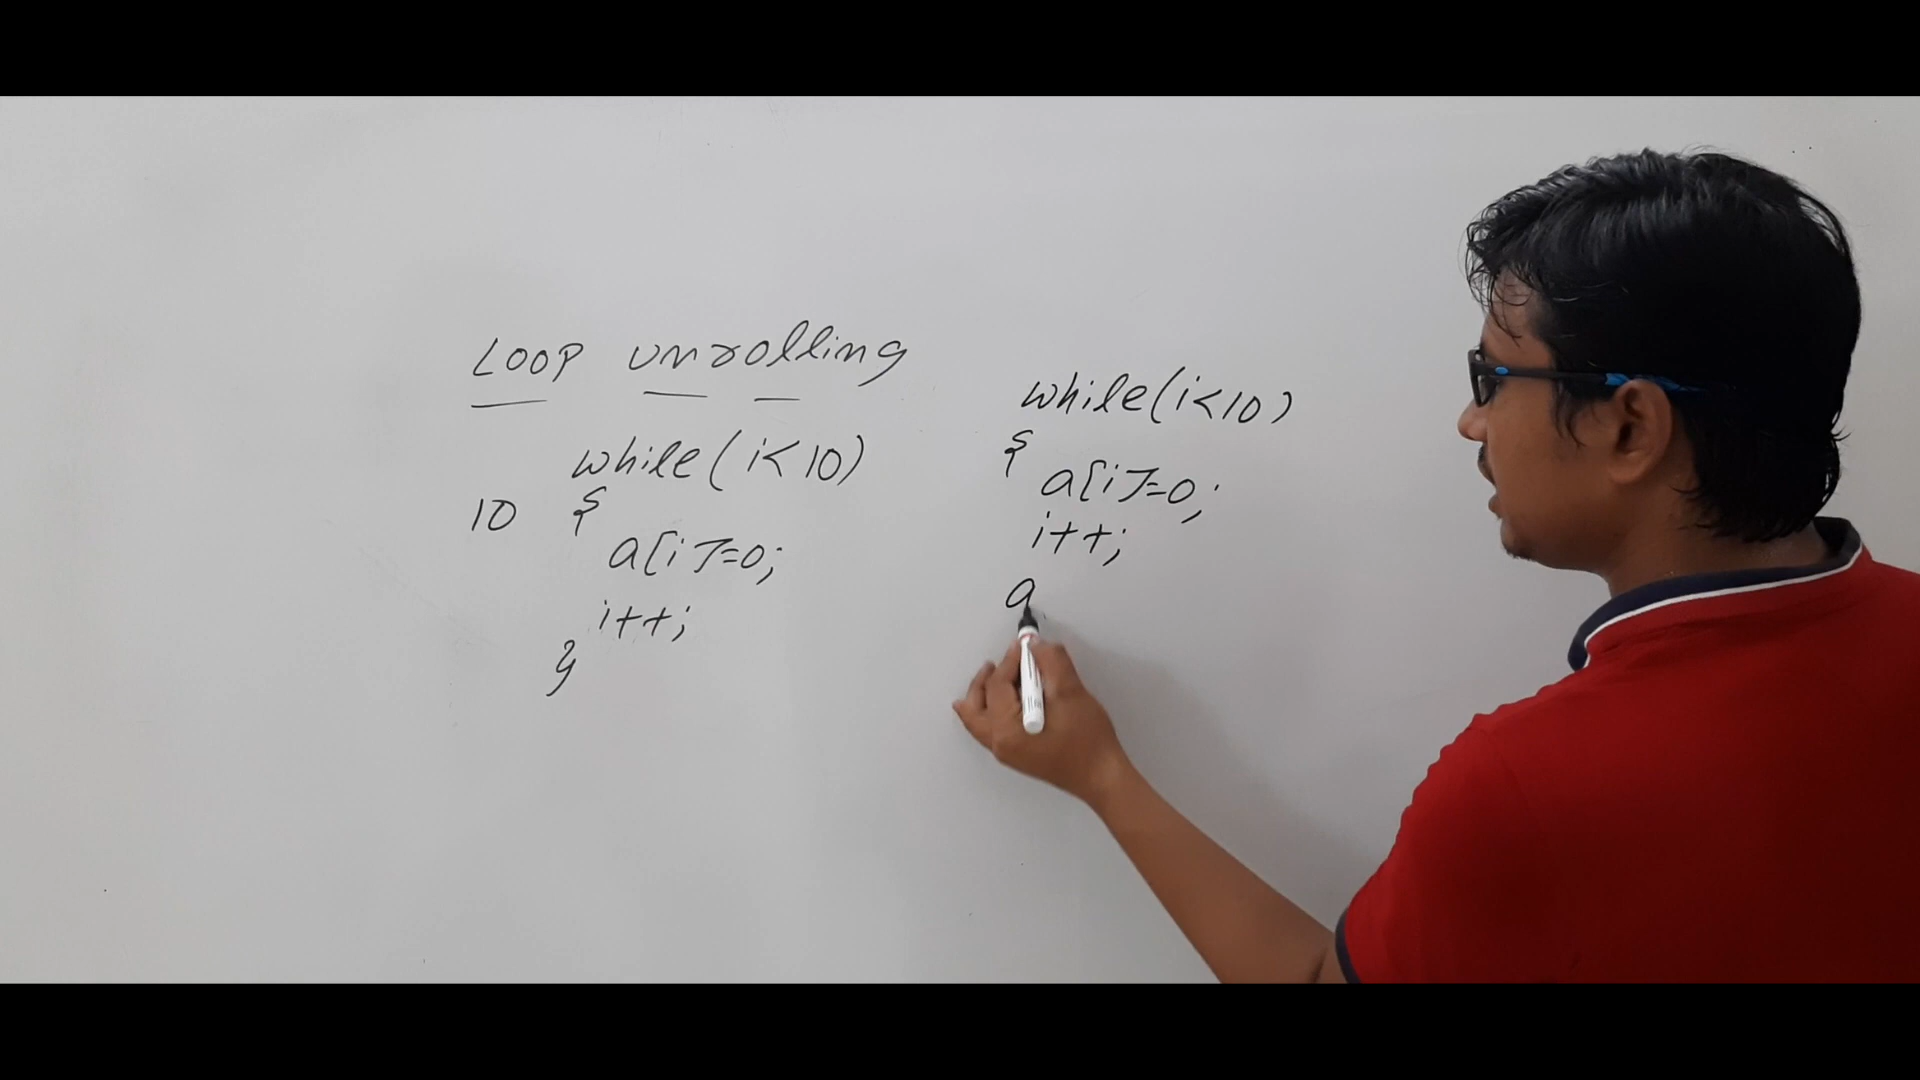 Loop unrolling
while(i<10)
10 {
a[i]=0;
i++;
}
while(i<10)
{
a[i]=0;
i++;
a